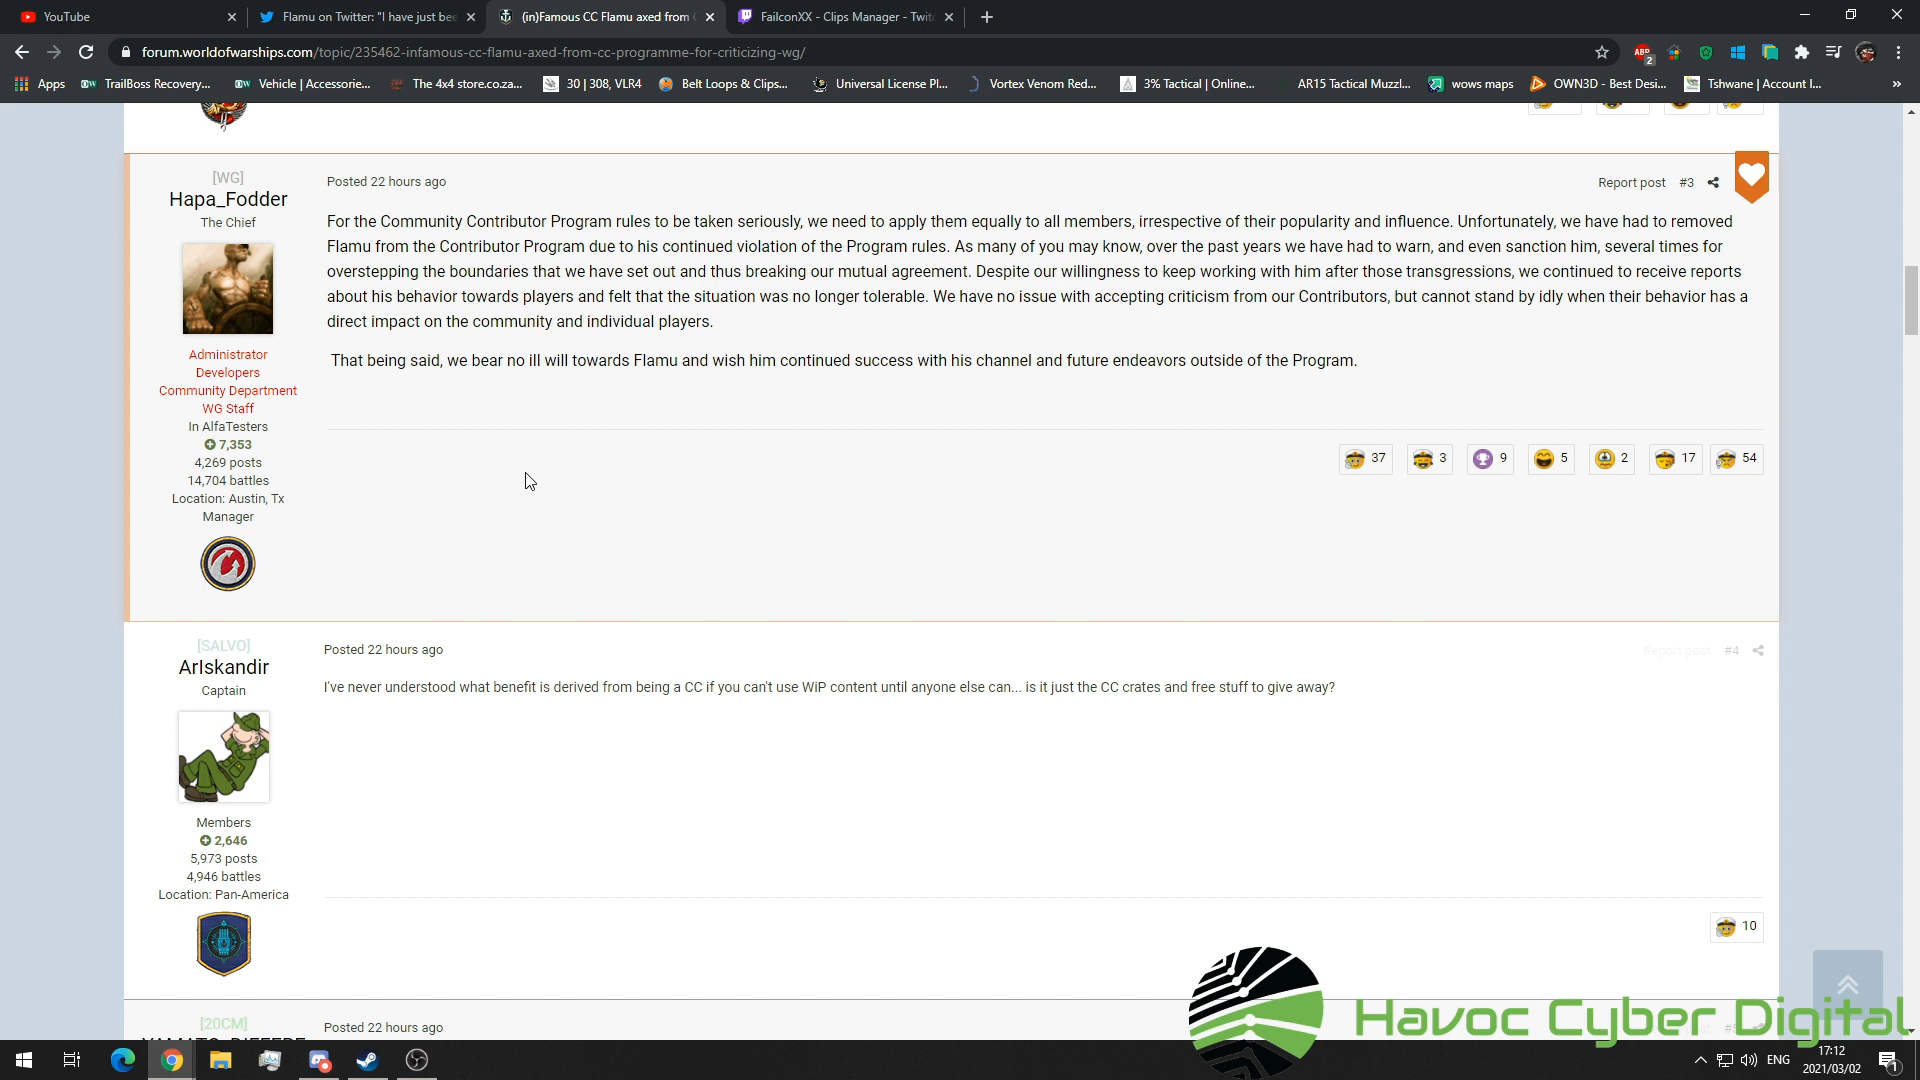 YouTube
Flamu on Twitter: "I have just bee
(in)Famous CC Flamu axed from C
FailconXX - Clips Manager - Twitc
forum.worldofwarships.com/topic/235462-infamous-cc-flamu-axed-from-cc-programme-for-criticizing-wg/
ABP
2
Apps
TrailBoss Recovery...
Vehicle | Accessorie...
The 4x4 store.co.za...
30 | 308, VLR4
Belt Loops & Clips...
Universal License Pl...
Vortex Venom Red...
3% Tactical | Online...
AR15 Tactical Muzzl...
wows maps
OWN3D - Best Desi...
Tshwane | Account I...
[WG]
Hapa_Fodder
The Chief
Administrator
Developers
Community Department
WG Staff
In AlfaTesters
7,353
4,269 posts
14,704 battles
Location: Austin, Tx
Manager
Posted 22 hours ago
Report post #3
For the Community Contributor Program rules to be taken seriously, we need to apply them equally to all members, irrespective of their popularity and influence. Unfortunately, we have had to removed
Flamu from the Contributor Program due to his continued violation of the Program rules. As many of you may know, over the past years we have had to warn, and even sanction him, several times for
overstepping the boundaries that we have set out and thus breaking our mutual agreement. Despite our willingness to keep working with him after those transgressions, we continued to receive reports
about his behavior towards players and felt that the situation was no longer tolerable. We have no issue with accepting criticism from our Contributors, but cannot stand by idly when their behavior has a
direct impact on the community and individual players.
That being said, we bear no ill will towards Flamu and wish him continued success with his channel and future endeavors outside of the Program.
37 3 9 5 2 17 54
[SALVO]
ArIskandir
Captain
Members
2,646
5,973 posts
4,946 battles
Location: Pan-America
Posted 22 hours ago
Report post #4
I've never understood what benefit is derived from being a CC if you can't use WiP content until anyone else can... is it just the CC crates and free stuff to give away?
10
[20CM]
Posted 22 hours ago
Havoc Cyber Digital
ENG
17:12
2021/03/02
1